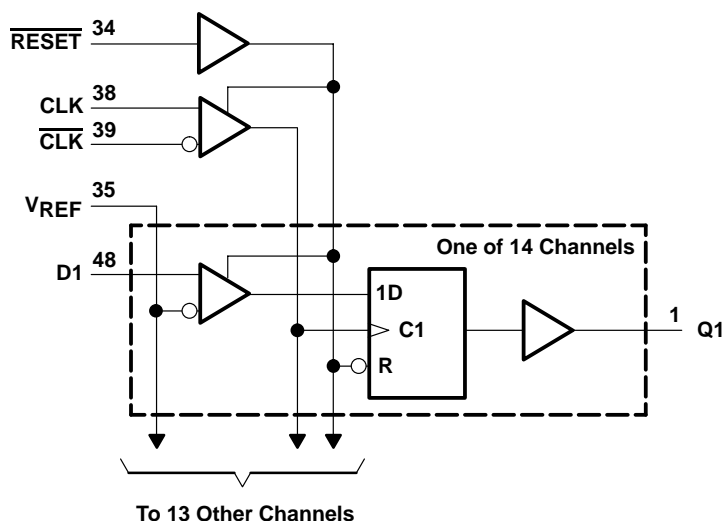 RESET 34
CLK 38
CLK 39
VREF 35
One of 14 Channels
D1 48
1D
C1
R
1 Q1
To 13 Other Channels